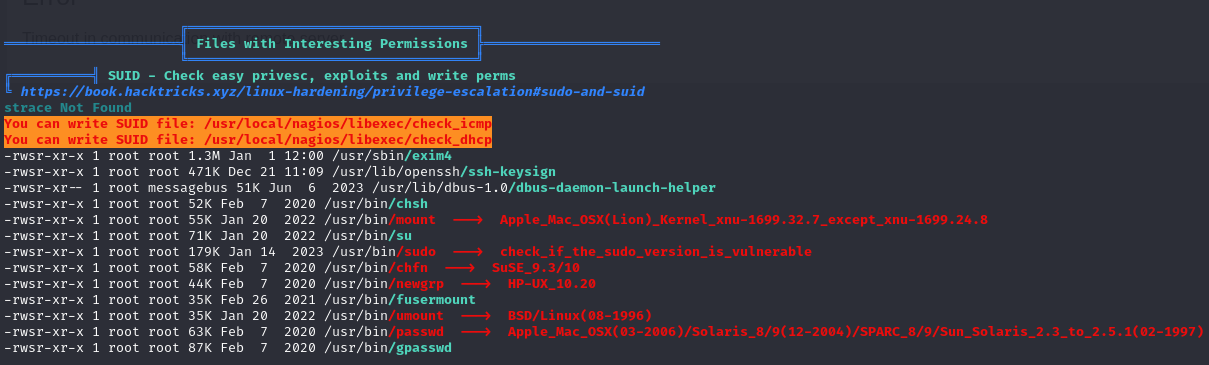 Error
Timeout in communic
Files with Interesting Permissions
SUID - Check easy privesc, exploits and write perms
https://book.hacktricks.xyz/linux-hardening/privilege-escalation#sudo-and-suid
strace Not Found
You can write SUID file: /usr/local/nagios/libexec/check_icmp
You can write SUID file: /usr/local/nagios/libexec/check_dhcp
-rwsr-xr-x 1 root root 1.3M Jan  1 12:00 /usr/sbin/exim4
-rwsr-xr-x 1 root root 471K Dec 21 11:09 /usr/lib/openssh/ssh-keysign
-rwsr-xr-- 1 root messagebus 51K Jun  6  2023 /usr/lib/dbus-1.0/dbus-daemon-launch-helper
-rwsr-xr-x 1 root root 52K Feb  7  2020 /usr/bin/chsh
-rwsr-xr-x 1 root root 55K Jan 20  2022 /usr/bin/mount  --->  Apple_Mac_OSX(Lion)_Kernel_xnu-1699.32.7_except_xnu-1699.24.8
-rwsr-xr-x 1 root root 71K Jan 20  2022 /usr/bin/su
-rwsr-xr-x 1 root root 179K Jan 14  2023 /usr/bin/sudo  --->  check_if_the_sudo_version_is_vulnerable
-rwsr-xr-x 1 root root 58K Feb  7  2020 /usr/bin/chfn  --->  SuSE_9.3/10
-rwsr-xr-x 1 root root 44K Feb  7  2020 /usr/bin/newgrp  --->  HP-UX_10.20
-rwsr-xr-x 1 root root 35K Feb 26  2021 /usr/bin/fusermount
-rwsr-xr-x 1 root root 35K Jan 20  2022 /usr/bin/umount  --->  BSD/Linux(08-1996)
-rwsr-xr-x 1 root root 63K Feb  7  2020 /usr/bin/passwd  --->  Apple_Mac_OSX(03-2006)/Solaris_8/9(12-2004)/SPARC_8/9/Sun_Solaris_2.3_to_2.5.1(02-1997)
-rwsr-xr-x 1 root root 87K Feb  7  2020 /usr/bin/gpasswd